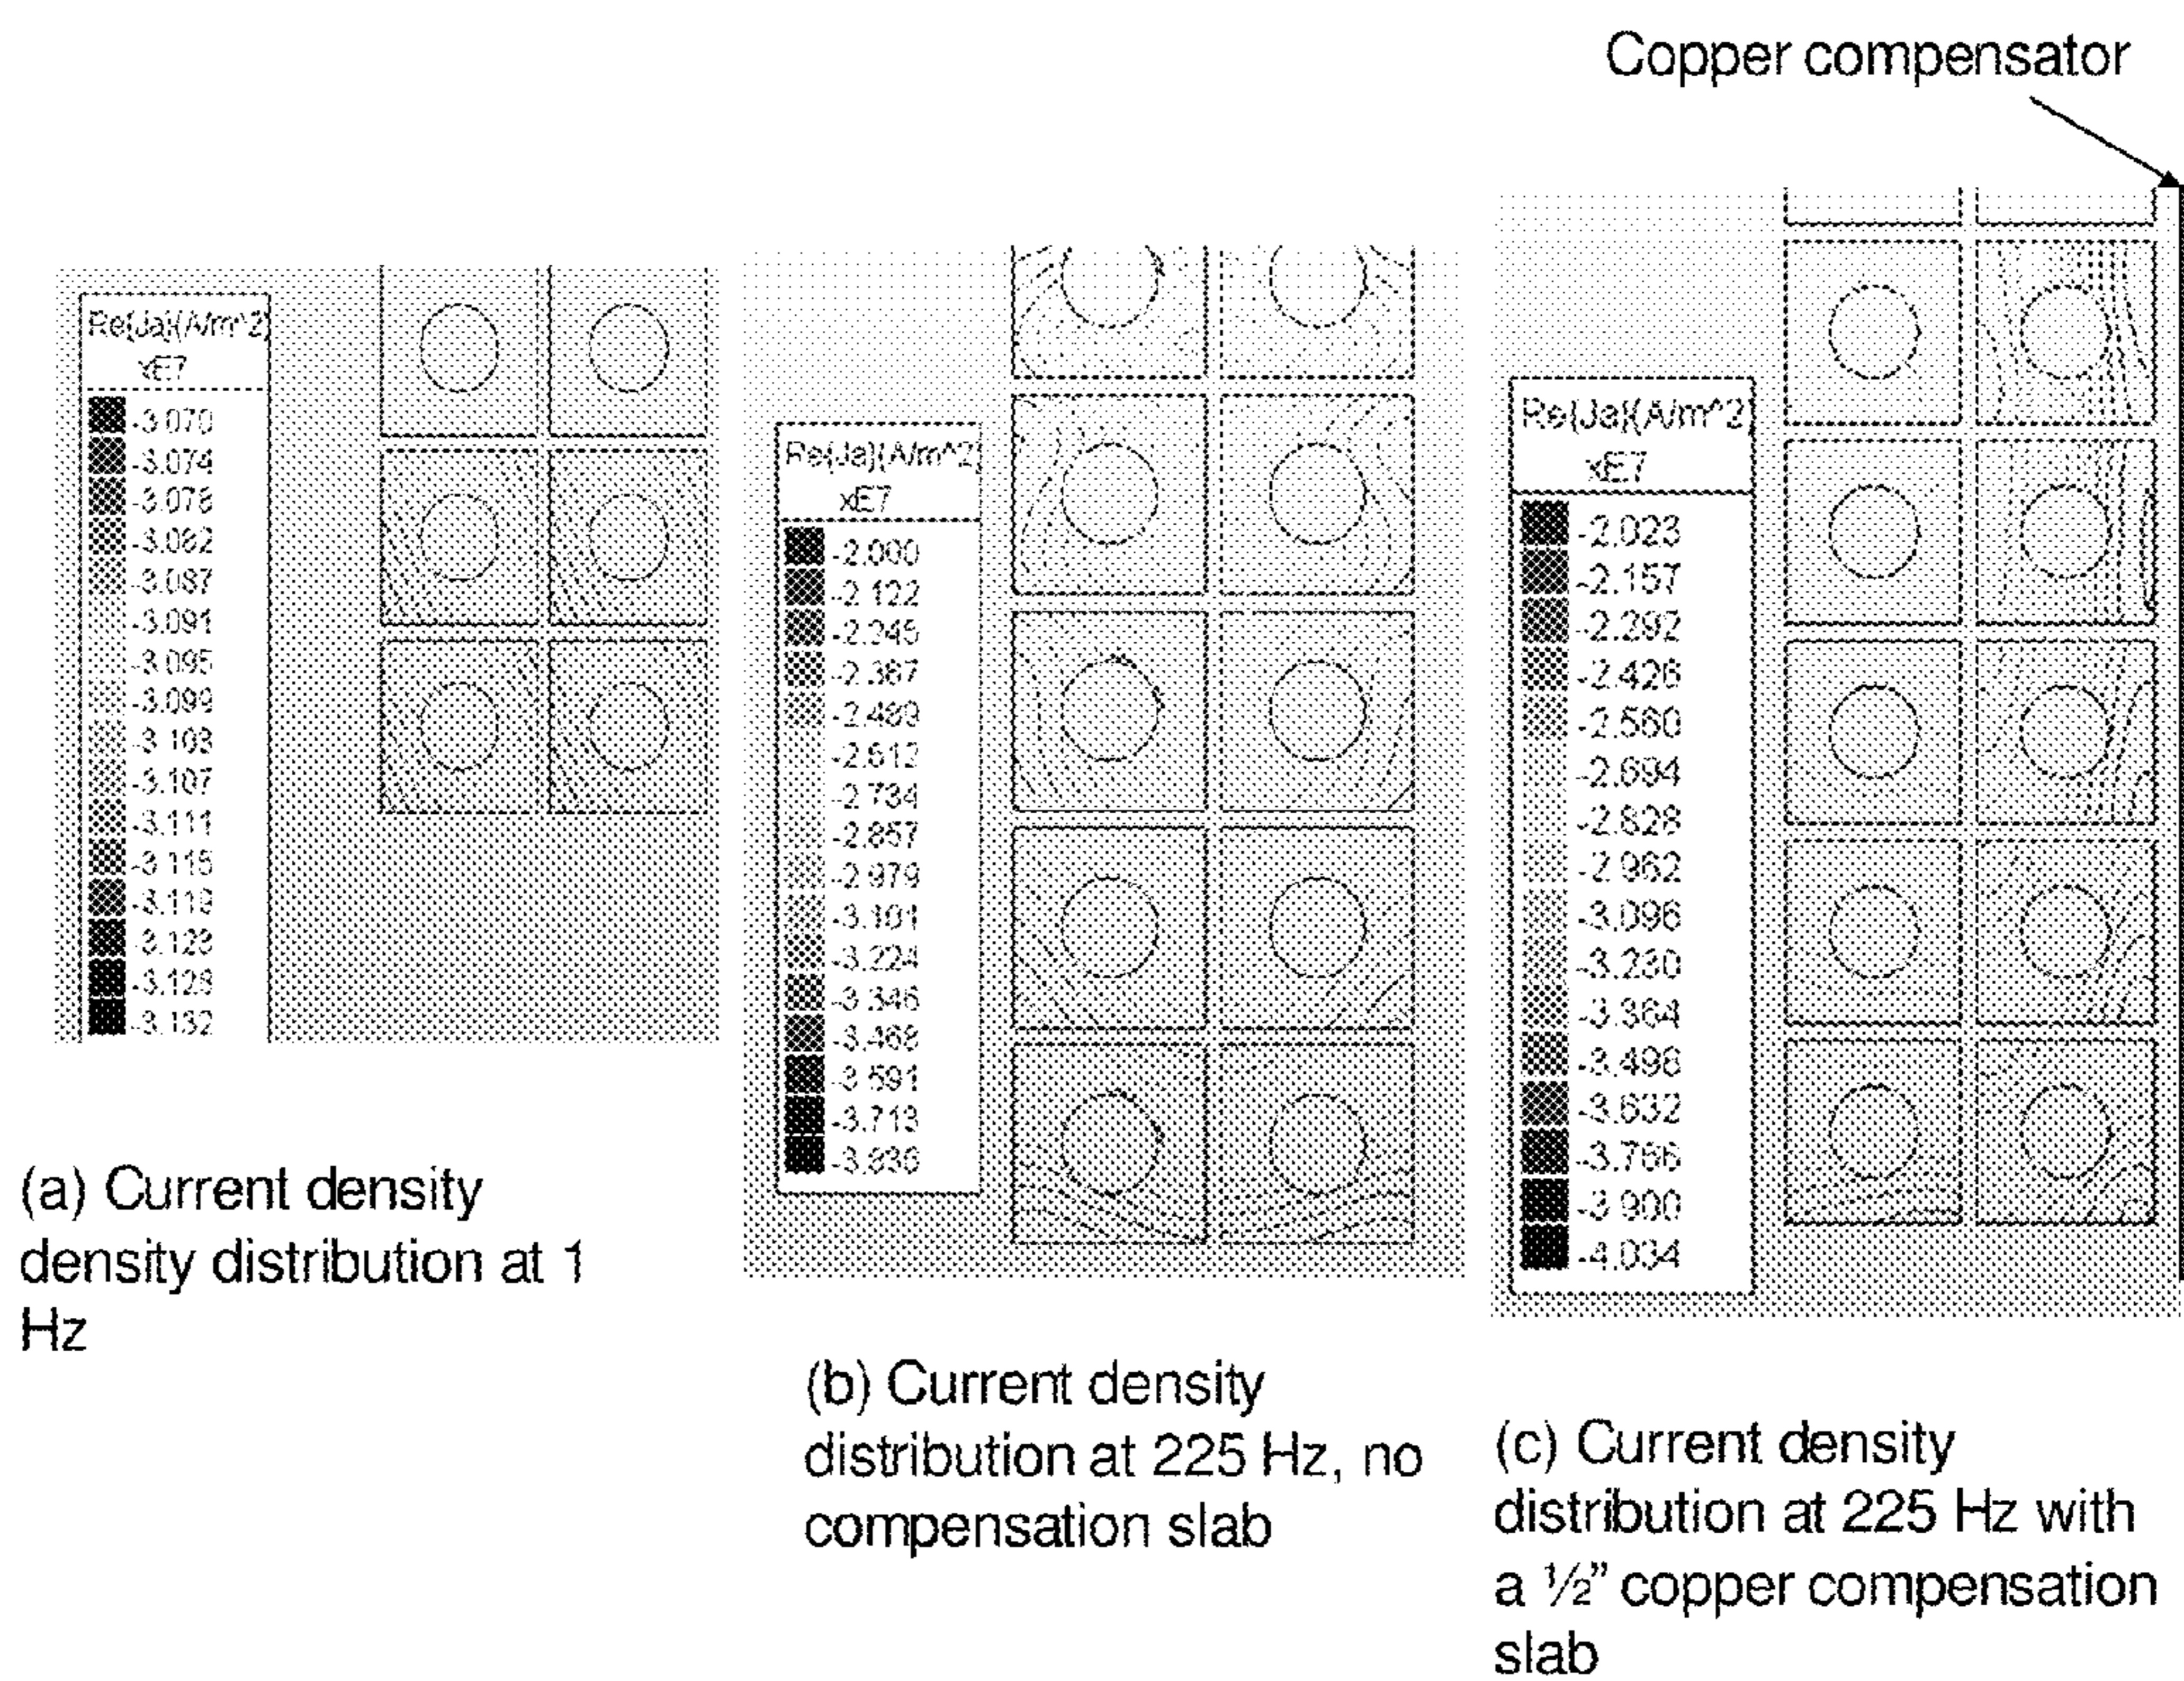 Copper compensator
Re{Ja}(A/m^2)
xE7
-3.070
-3.074
-3.078
-3.082
-3.087
-3.091
-3.095
-3.099
-3.103
-3.107
-3.111
-3.115
-3.119
-3.123
-3.128
-3.132
(a) Current density
density distribution at 1
Hz
Re{Ja}(A/m^2)
xE7
-2.000
-2.122
-2.245
-2.367
-2.489
-2.612
-2.734
-2.857
-2.979
-3.101
-3.224
-3.346
-3.468
-3.591
-3.713
-3.836
(b) Current density
distribution at 225 Hz, no
compensation slab
Re{Ja}(A/m^2)
xE7
-2.023
-2.157
-2.292
-2.426
-2.560
-2.694
-2.828
-2.962
-3.096
-3.230
-3.364
-3.498
-3.632
-3.766
-3.900
-4.034
(c) Current density
distribution at 225 Hz with
a ½” copper compensation
slab